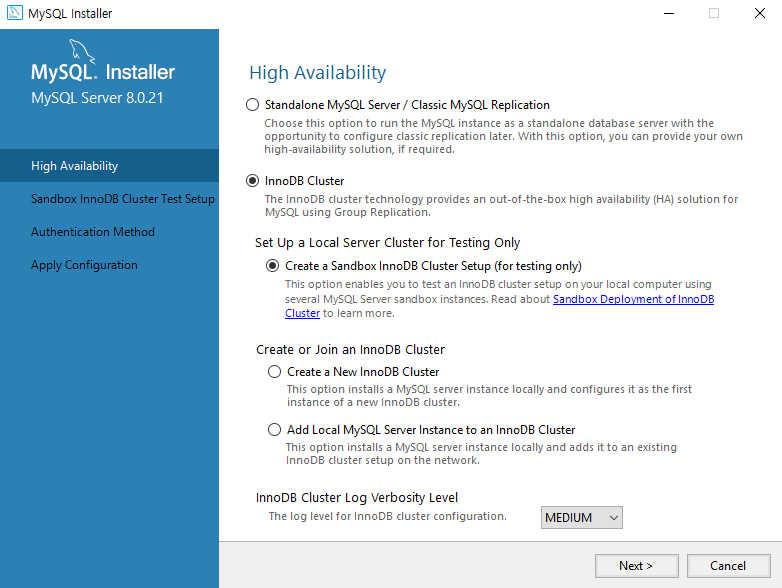 MySQL Installer
MySQL. Installer
MySQL Server 8.0.21
High Availability
Sandbox InnoDB Cluster Test Setup
Authentication Method
Apply Configuration
High Availability
Standalone MySQL Server / Classic MySQL Replication
Choose this option to run the MySQL instance as a standalone database server with the
opportunity to configure classic replication later. With this option, you can provide your own
high-availability solution, if required.
InnoDB Cluster
The InnoDB cluster technology provides an out-of-the-box high availability (HA) solution for
MySQL using Group Replication.
Set Up a Local Server Cluster for Testing Only
Create a Sandbox InnoDB Cluster Setup (for testing only)
This option enables you to test an InnoDB cluster setup on your local computer using
several MySQL Server sandbox instances. Read about Sandbox Deployment of InnoDB
Cluster to learn more.
Create or Join an InnoDB Cluster
Create a New InnoDB Cluster
This option installs a MySQL server instance locally and configures it as the first
instance of a new InnoDB cluster.
Add Local MySQL Server Instance to an InnoDB Cluster
This option installs a MySQL server instance locally and adds it to an existing
InnoDB cluster setup on the network.
InnoDB Cluster Log Verbosity Level
The log level for InnoDB cluster configuration.
MEDIUM
Next >
Cancel